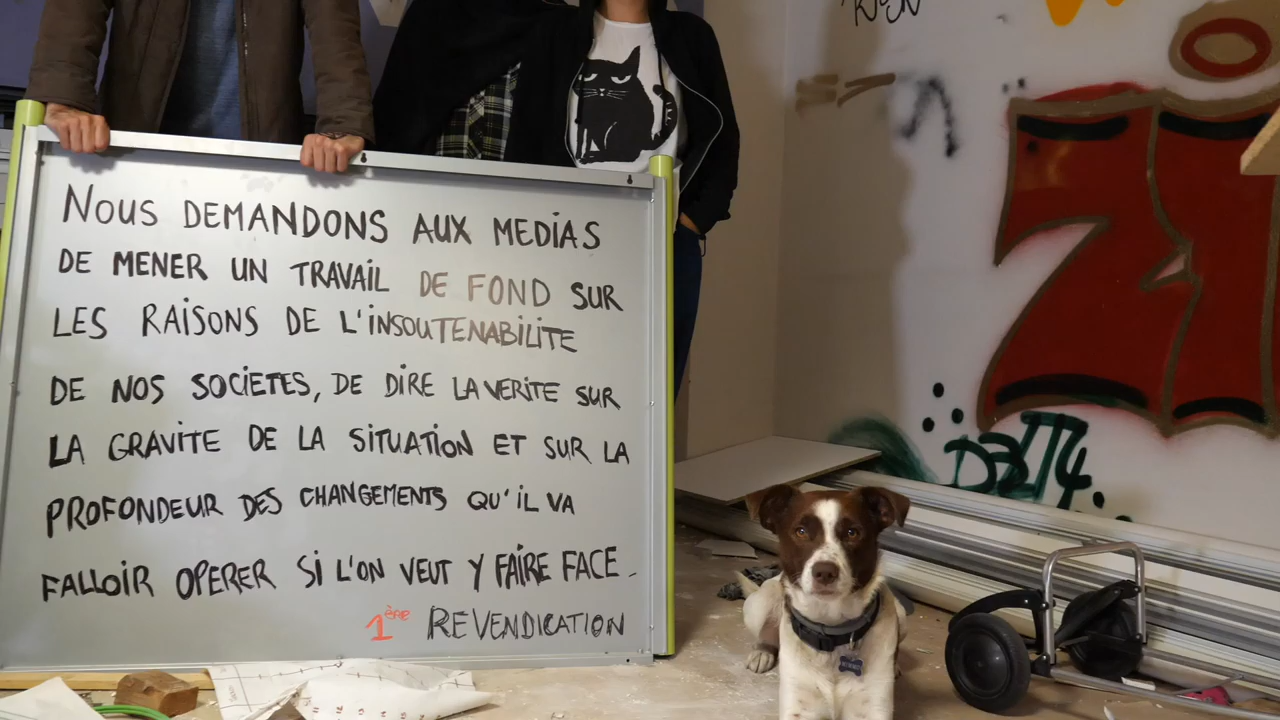 NOUS DEMANDONS AUX MEDIAS
DE MENER UN TRAVAIL DE FOND SUR
LES RAISONS DE L'INSOUTENABILITE
DE NOS SOCIETES, DE DIRE LA VERITE SUR
LA GRAVITE DE LA SITUATION ET SUR LA
PROFONDEUR DES CHANGEMENTS QU'IL VA
FALLOIR OPERER SI L'ON VEUT Y FAIRE FACE.
1ère REVENDICATION